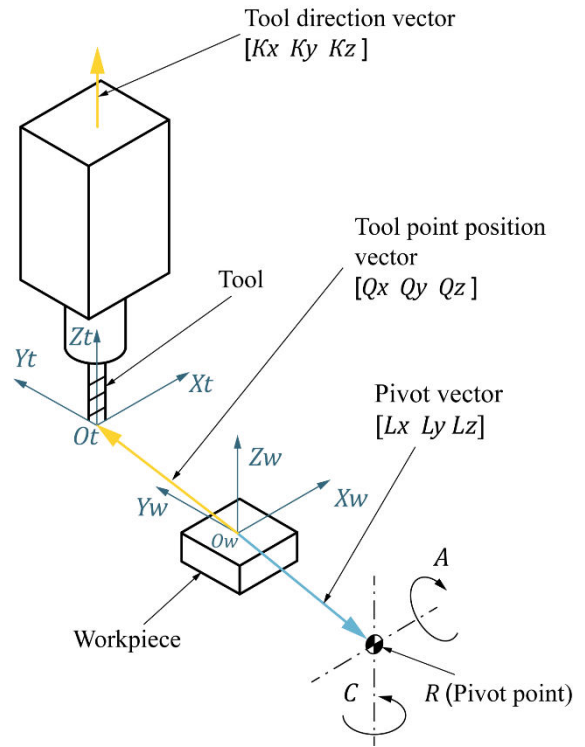 Tool direction vector
[Kx Ky Kz]
Tool point position
vector
[Qx Qy Qz]
Tool
Zt
Yt
Xt
Pivot vector
[Lx Ly Lz]
Ot
Zw
Yw
Xw
Ow
A
Workpiece
C
R (Pivot point)